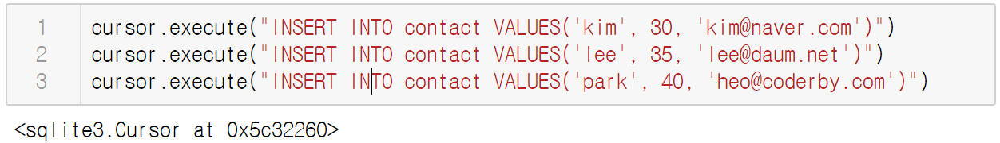 1 cursor.execute("INSERT INTO contact VALUES('kim', 30, 'kim@naver.com')")
2 cursor.execute("INSERT INTO contact VALUES('lee', 35, 'lee@daum.net')")
3 cursor.execute("INSERT INTO contact VALUES('park', 40, 'heo@coderby.com')")
<sqlite3.Cursor at 0x5c32260>